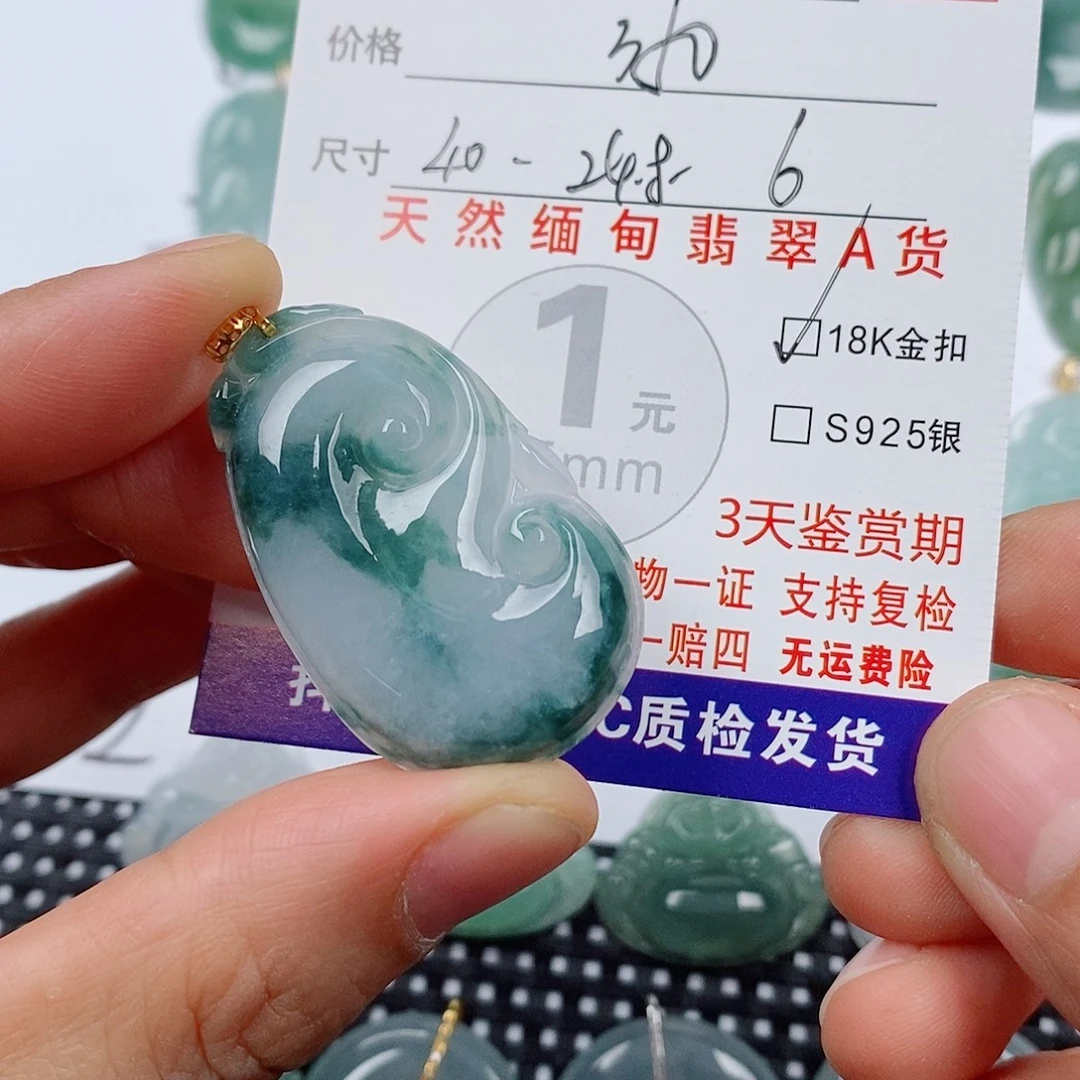 价格
尺寸 40 - 24.8 6
天然缅甸翡翠A货
1元
mm
18K金扣
S925银
3天鉴赏期
物一证 支持复检
一赔四 无运费险
C质检发货